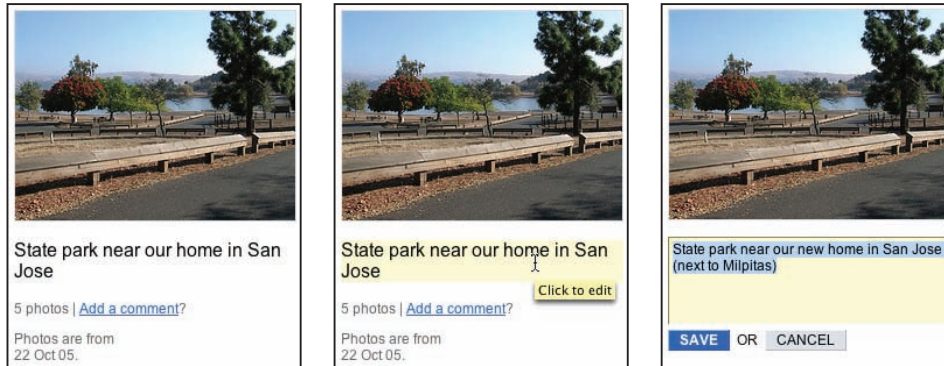 State park near our home in San
Jose
5 photos | Add a comment?
Photos are from
22 Oct 05.
State park near our home in San
Jose
Click to edit
5 photos | Add a comment?
Photos are from
22 Oct 05.
State park near our new home in San Jose
(next to Milpitas)
SAVE OR CANCEL